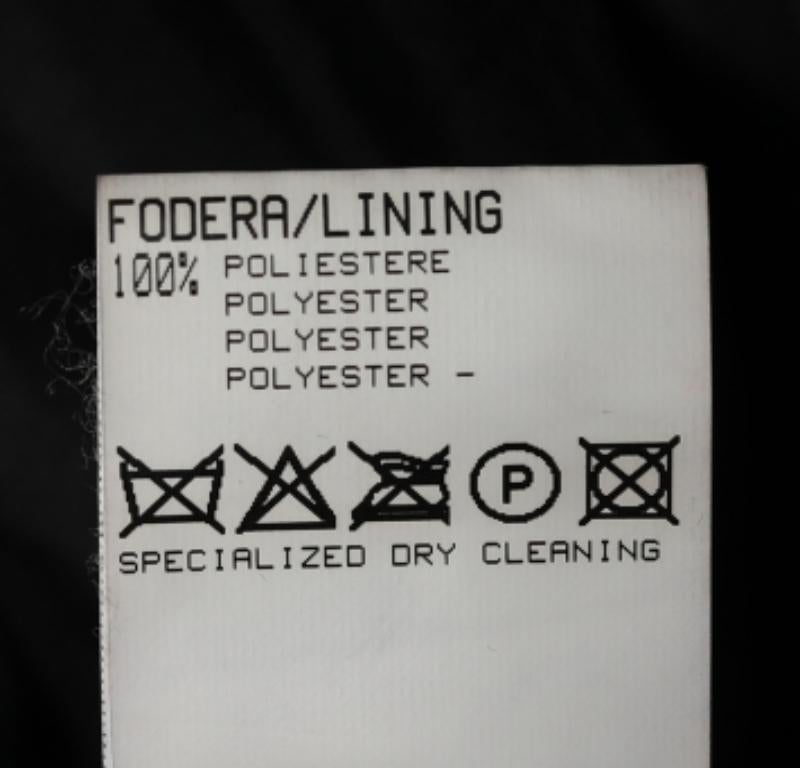 FODERA/LINING
100% POLIESTERE
POLYESTER
POLYESTER
POLYESTER -
P
SPECIALIZED DRY CLEANING